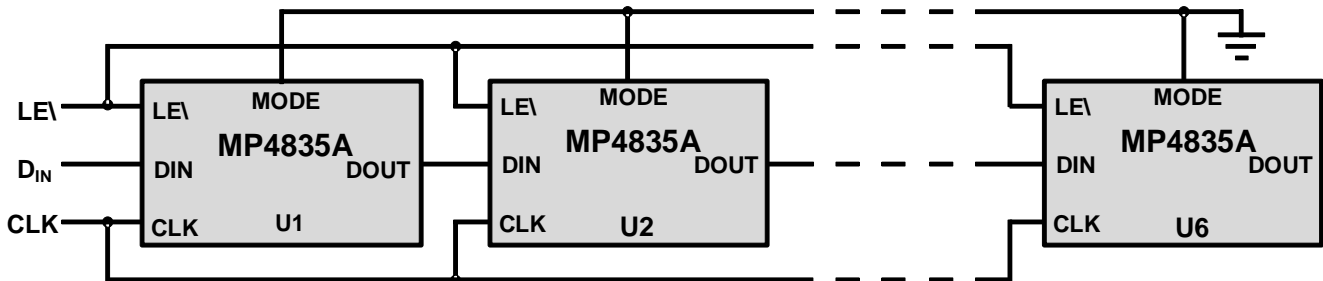 LE\
D_IN
CLK
MODE
LE\
MP4835A
DIN
DOUT
CLK
U1
MODE
LE\
MP4835A
DIN
DOUT
CLK
U2
MODE
LE\
MP4835A
DIN
DOUT
CLK
U6